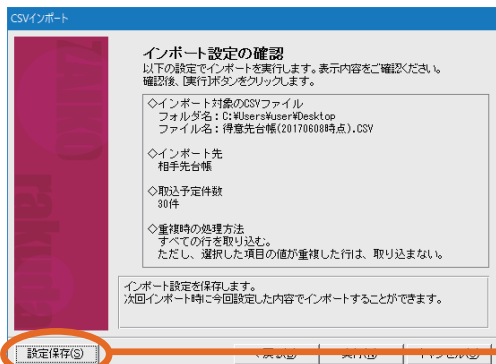 CSVインポート
インポート設定の確認
以下の設定でインポートを実行します。表示内容をご確認ください。
確認後、[実行]ボタンをクリックします。
◇インポート対象のCSVファイル
フォルダ名：C:¥Users¥user¥Desktop
ファイル名：得意先台帳(20170608時点).CSV
◇インポート先
相手先台帳
◇取込予定件数
30件
◇重複時の処理方法
すべての行を取り込む。
ただし、選択した項目の値が重複した行は、取り込まない。
インポート設定を保存します。
次回インポート時に今回設定した内容でインポートすることができます。
設定保存(S)
ZAIKO
raku